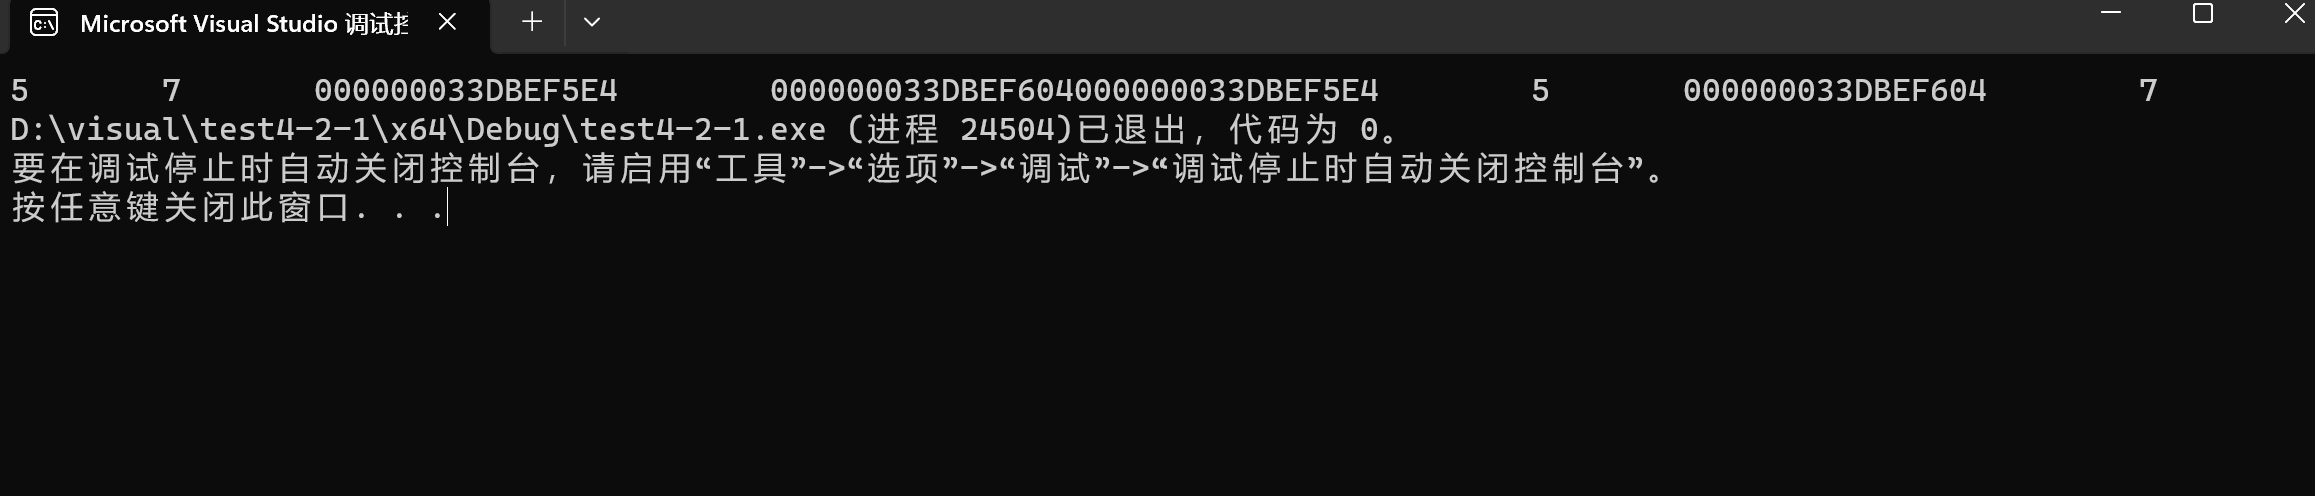 Microsoft Visual Studio 调试控
5 7 000000033DBEF5E4 000000033DBEF604000000033DBEF5E4 5 000000033DBEF604 7
D:\visual\test4-2-1\x64\Debug\test4-2-1.exe (进程 24504)已退出，代码为 0。
要在调试停止时自动关闭控制台，请启用“工具”->“选项”->“调试”->“调试停止时自动关闭控制台”。
按任意键关闭此窗口. . .